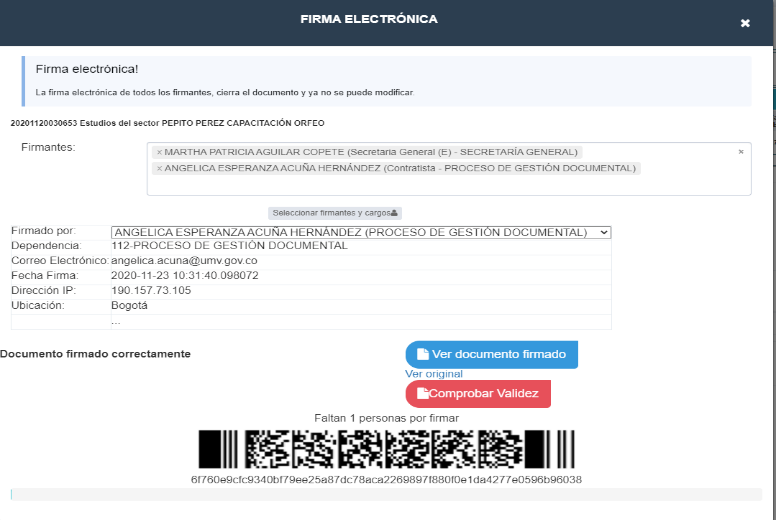 FIRMA ELECTRÓNICA
Firma electrónica!
La firma electrónica de todos los firmantes, cierra el documento y ya no se puede modificar.
20201120030653 Estudios del sector PEPITO PEREZ CAPACITACIÓN ORFEO
Firmantes:
× MARTHA PATRICIA AGUILAR COPETE (Secretaria General (E) - SECRETARÍA GENERAL)
× ANGELICA ESPERANZA ACUÑA HERNÁNDEZ (Contratista - PROCESO DE GESTIÓN DOCUMENTAL)
Seleccionar firmantes y cargos
Firmado por: ANGELICA ESPERANZA ACUÑA HERNÁNDEZ (PROCESO DE GESTIÓN DOCUMENTAL)
Dependencia: 112-PROCESO DE GESTIÓN DOCUMENTAL
Correo Electrónico: angelica.acuna@umv.gov.co
Fecha Firma: 2020-11-23 10:31:40.098072
Dirección IP: 190.157.73.105
Ubicación: Bogotá
...
Documento firmado correctamente
Ver documento firmado
Ver original
Comprobar Validez
Faltan 1 personas por firmar
6f760e9cfc9340bf79ee25a87dc78aca2269897f880f0e1da4277e0596b96038